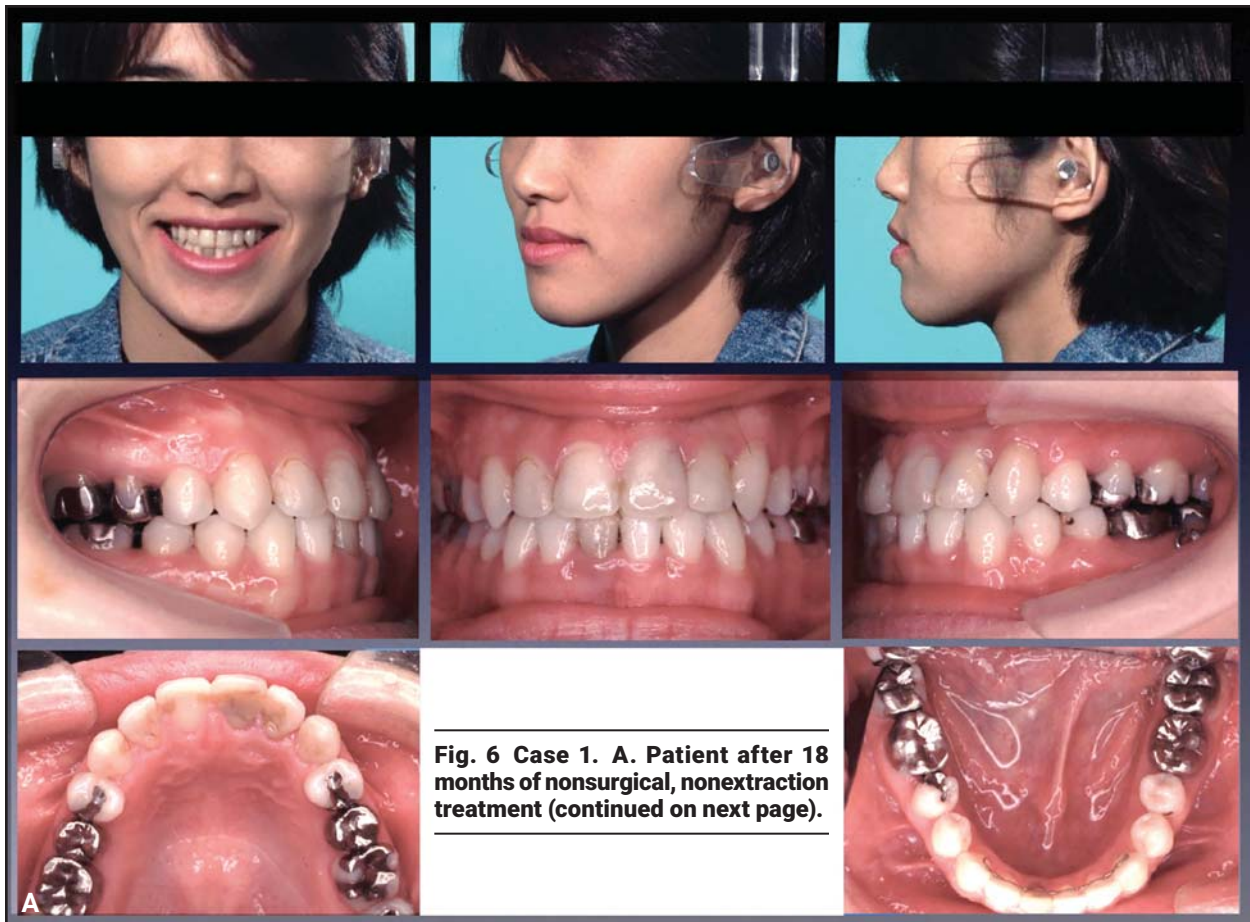 Fig. 6 Case 1. A. Patient after 18
months of nonsurgical, nonextraction
treatment (continued on next page).
A